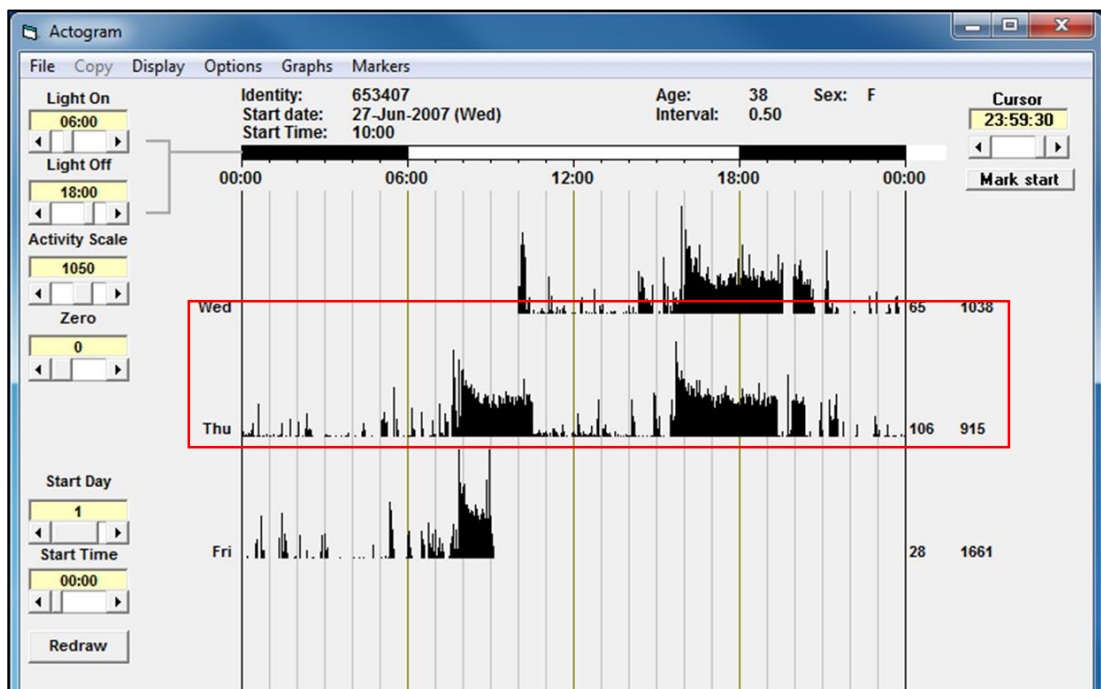 Actogram
File Copy Display Options Graphs Markers
Light On
06:00
Light Off
18:00
Activity Scale
1050
Zero
0
Start Day
1
Start Time
00:00
Redraw
Identity: 653407 Age: 38 Sex: F
Start date: 27-Jun-2007 (Wed) Interval: 0.50
Start Time: 10:00
Cursor
23:59:30
Mark start
00:00 06:00 12:00 18:00 00:00
Wed 65 1038
Thu 106 915
Fri 28 1661